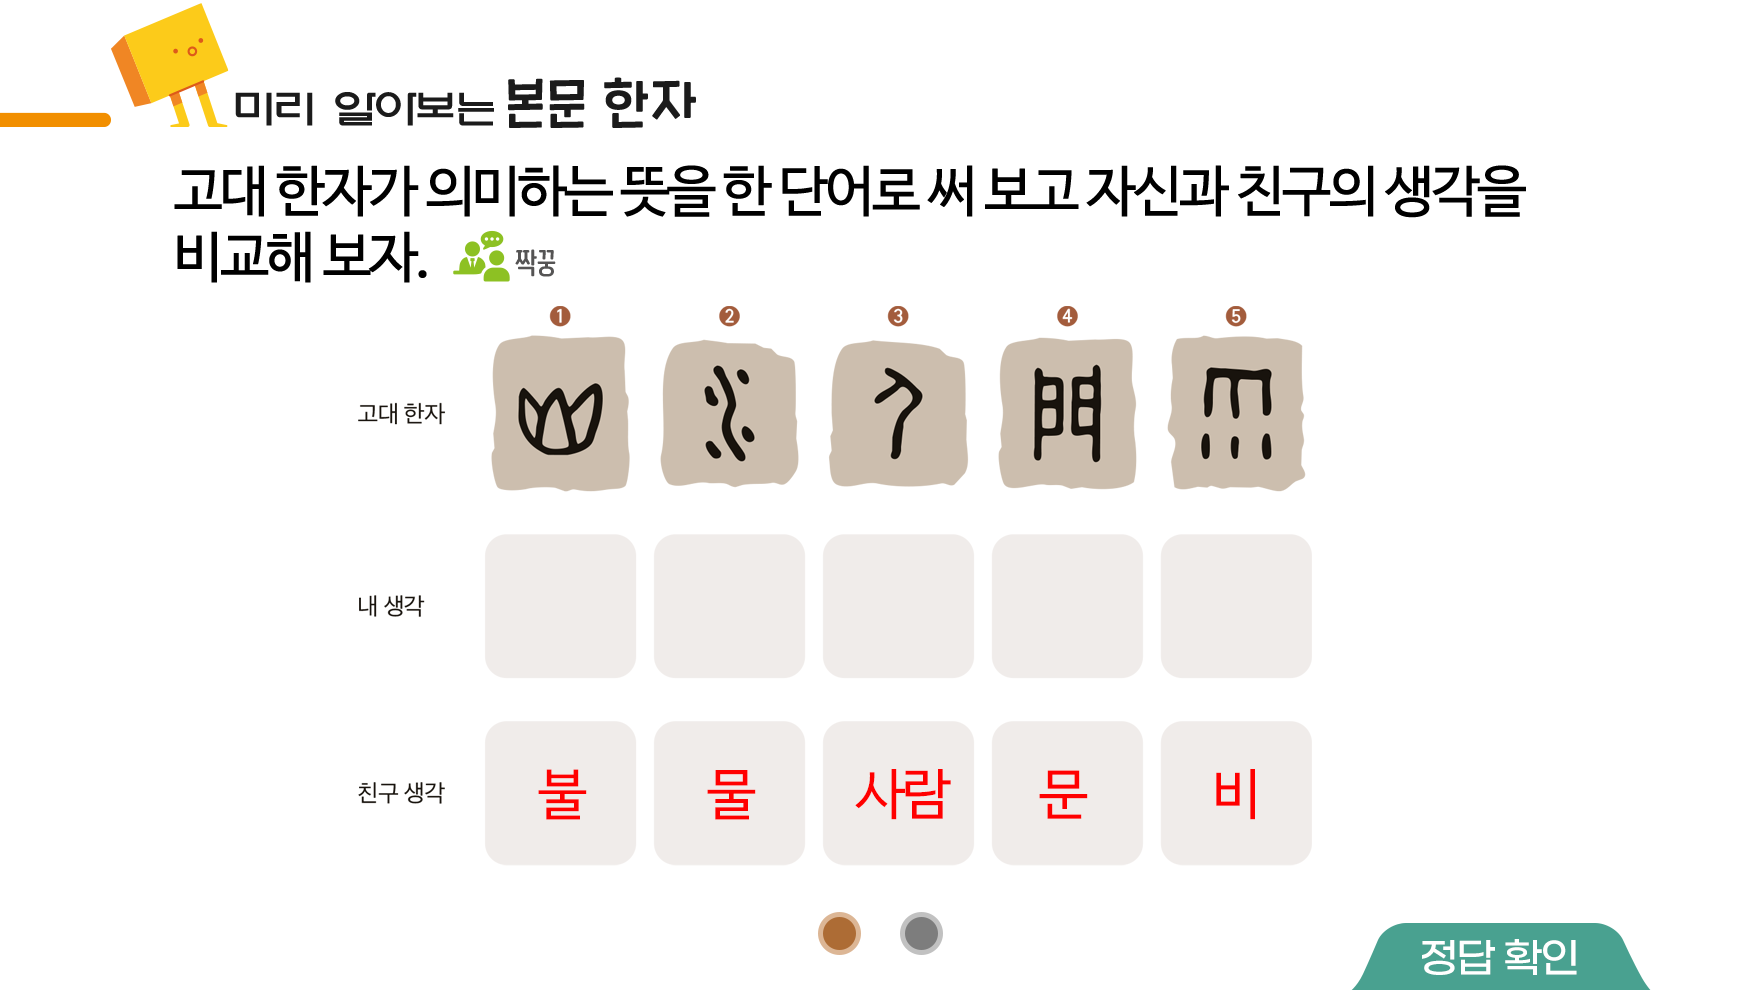 미리 알아보는 본문 한자
고대 한자가 의미하는 뜻을 한 단어로 써 보고 자신과 친구의 생각을
비교해 보자. 짝꿍
❶ ❷ ❸ ❹ ❺
고대 한자
내 생각
친구 생각 불 물 사람 문 비
정답 확인